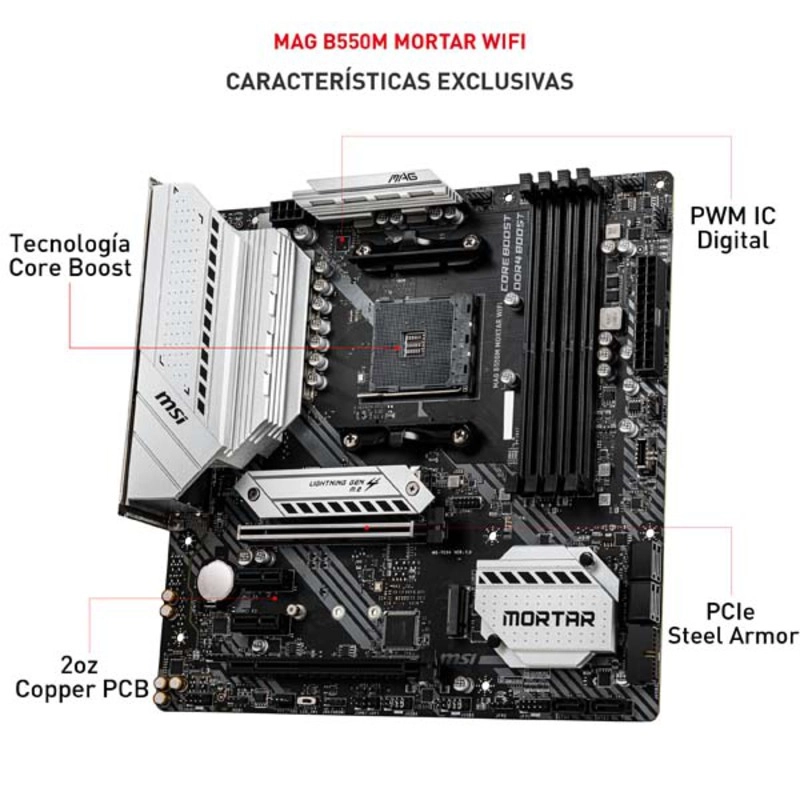 MAG B550M MORTAR WIFI
CARACTERÍSTICAS EXCLUSIVAS
MAG
PWM IC
Digital
Tecnología
Core Boost
CORE BOOST
DDR4 BOOST
MAG B550M MORTAR WIFI
msi
LIGHTNING GEN 4
M.2
PCIe
Steel Armor
MORTAR
msi
2oz
Copper PCB